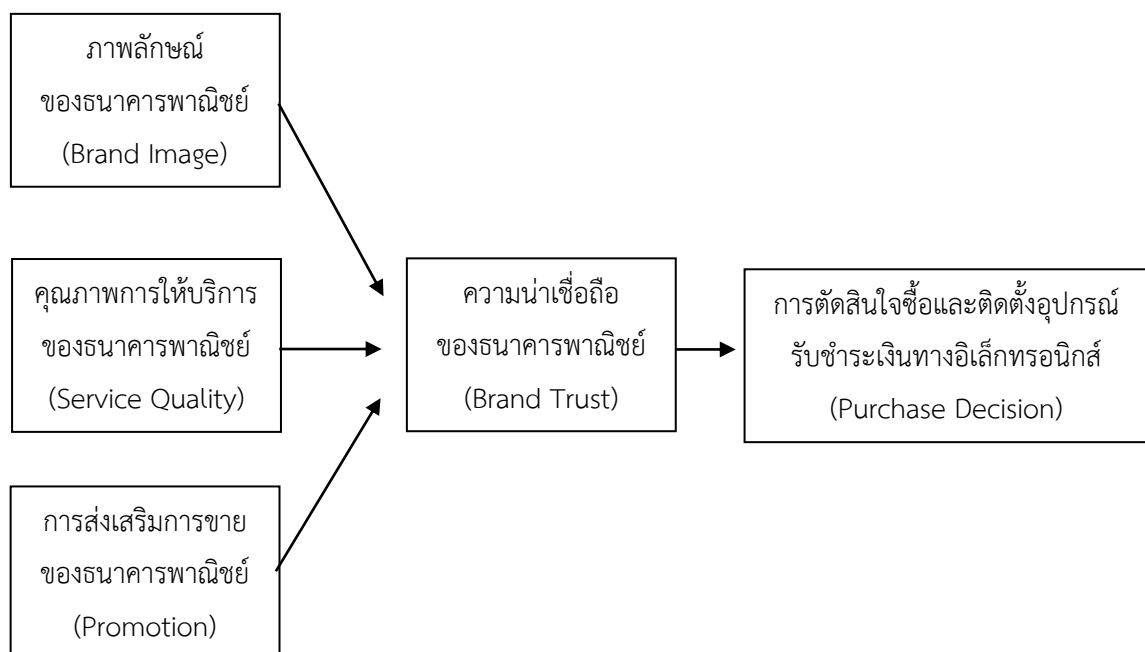 ภาพลักษณ์
ของธนาคารพาณิชย์
(Brand Image)
คุณภาพการให้บริการ
ของธนาคารพาณิชย์
(Service Quality)
การส่งเสริมการขาย
ของธนาคารพาณิชย์
(Promotion)
ความน่าเชื่อถือ
ของธนาคารพาณิชย์
(Brand Trust)
การตัดสินใจซื้อและติดตั้งอุปกรณ์
รับชำระเงินทางอิเล็กทรอนิกส์
(Purchase Decision)